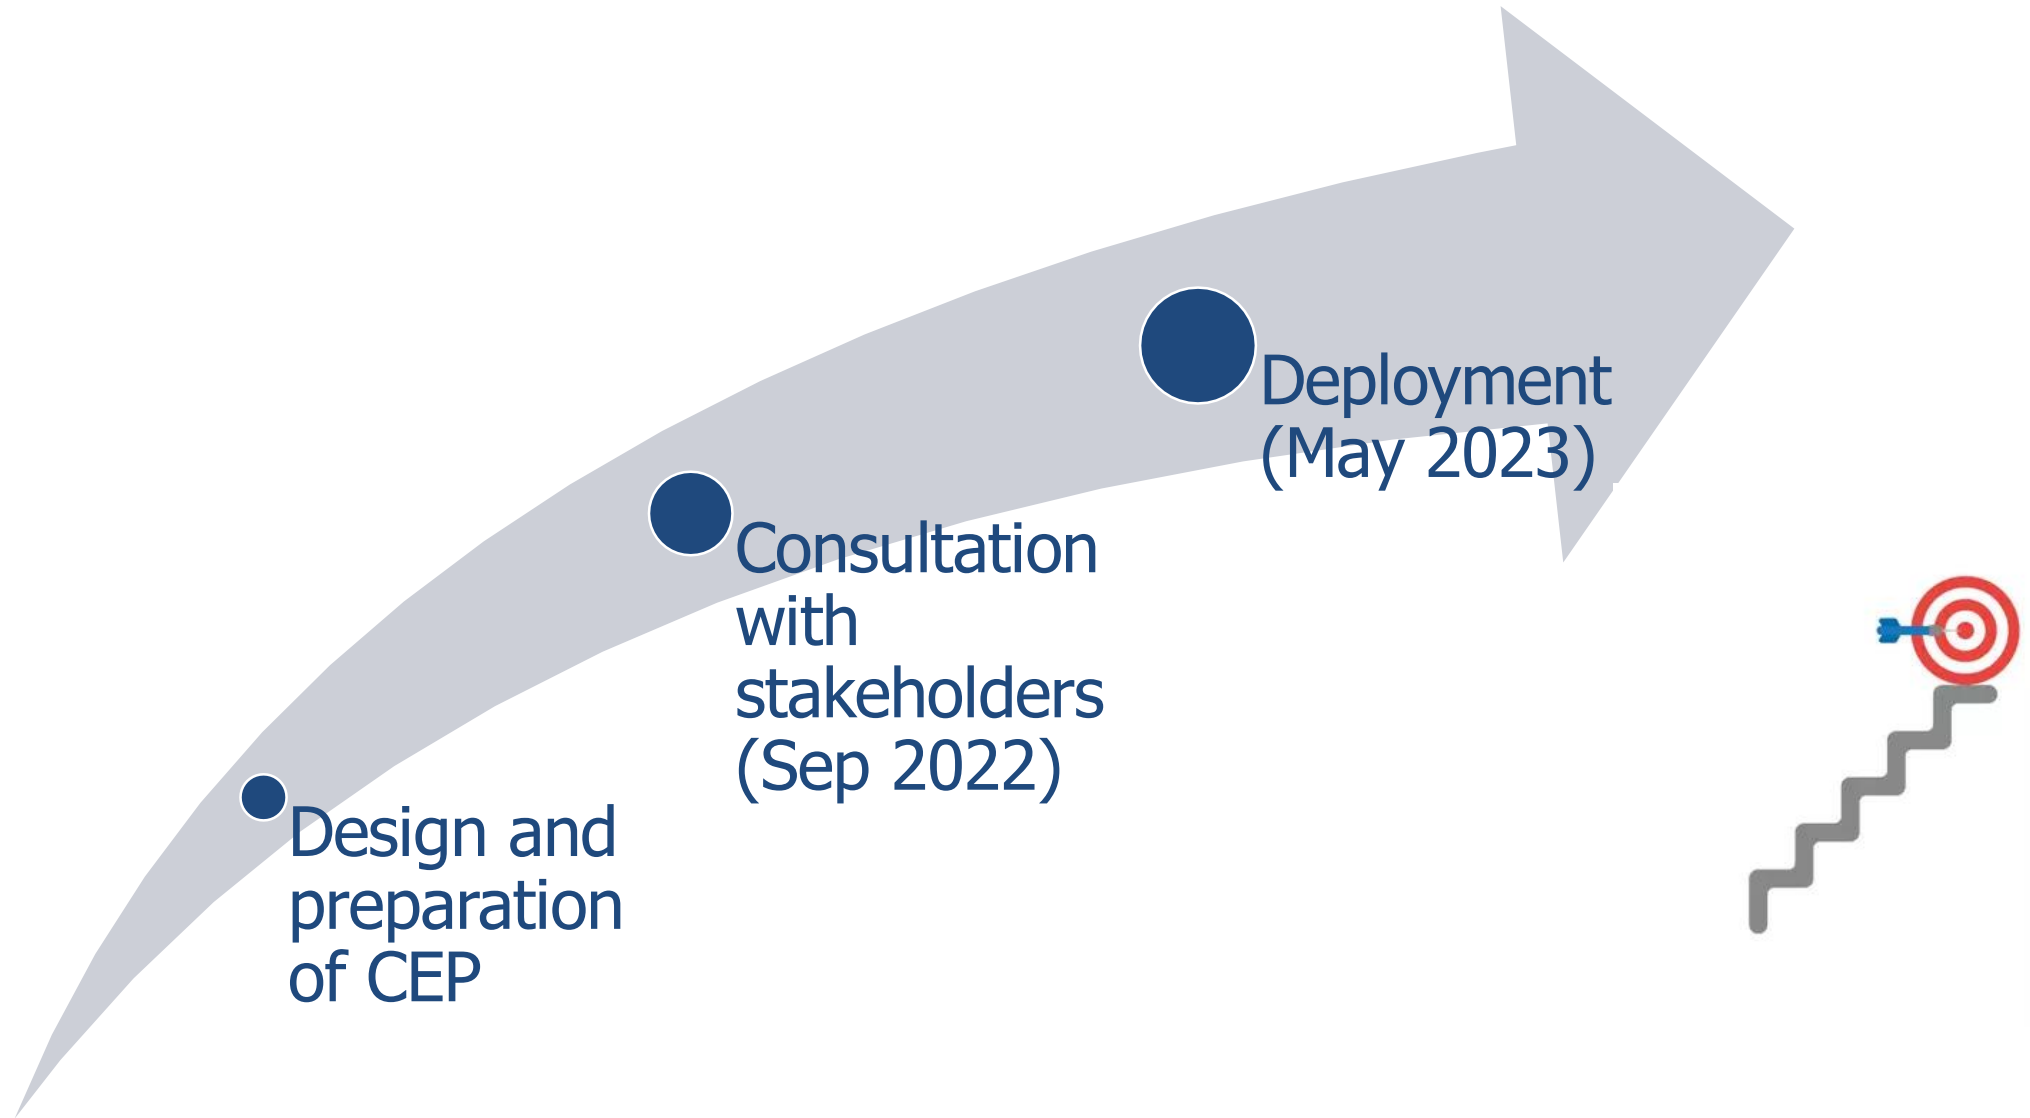 Design and
preparation
of CEP
Consultation
with
stakeholders
(Sep 2022)
Deployment
(May 2023)